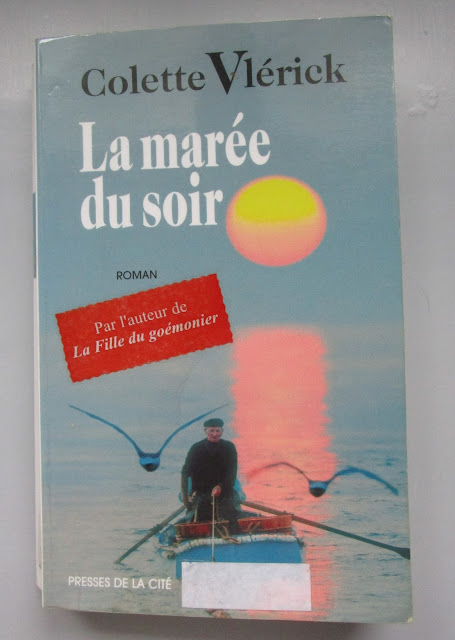 Colette Vlérick
La marée
du soir
ROMAN
Par l'auteur de
La Fille du goémonier
PRESSES DE LA CITÉ